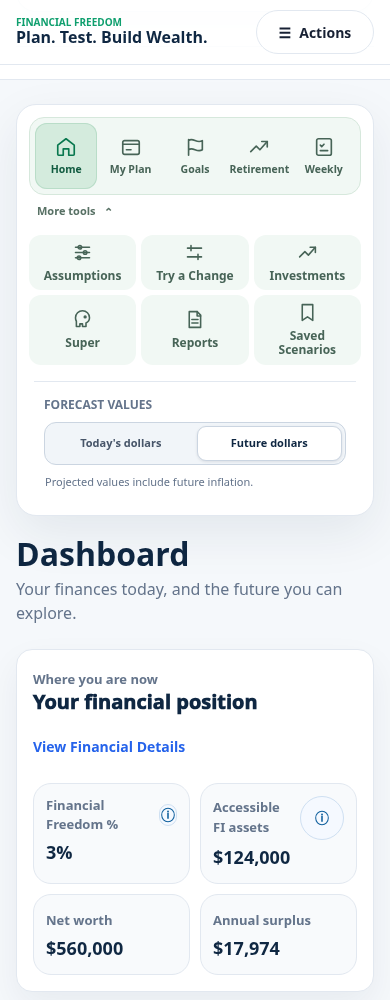 FINANCIAL FREEDOM
Plan. Test. Build Wealth.
☰ Actions
Home
My Plan
Goals
Retirement
Weekly
More tools ⌃
Assumptions
Try a Change
Investments
Super
Reports
Saved
Scenarios
FORECAST VALUES
Today's dollars
Future dollars
Projected values include future inflation.
Dashboard
Your finances today, and the future you can
explore.
Where you are now
Your financial position
View Financial Details
Financial
Freedom %
ⓘ
3%
Accessible
FI assets
ⓘ
$124,000
Net worth
$560,000
Annual surplus
$17,974